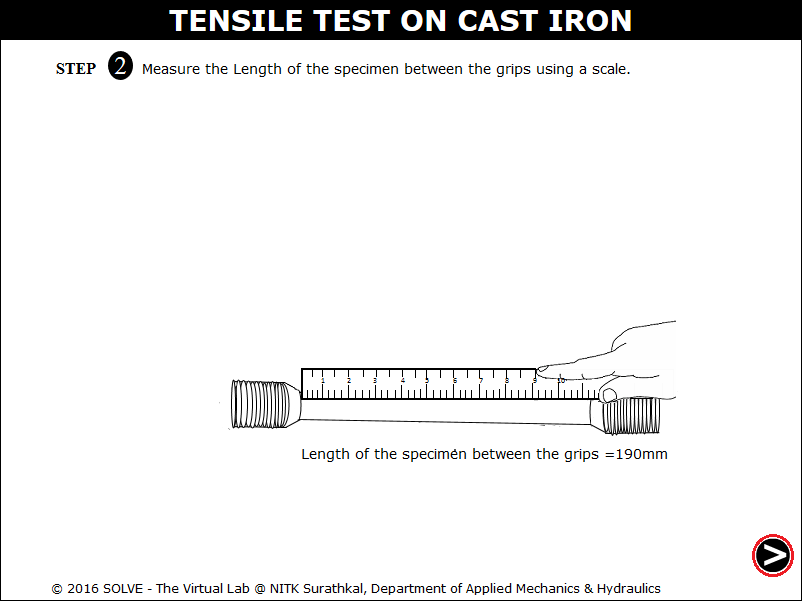 TENSILE TEST ON CAST IRON
STEP 2 Measure the Length of the specimen between the grips using a scale.
1 2 3 4 5 6 7 8 9 10
Length of the specimen between the grips =190mm
>
© 2016 SOLVE - The Virtual Lab @ NITK Surathkal, Department of Applied Mechanics & Hydraulics